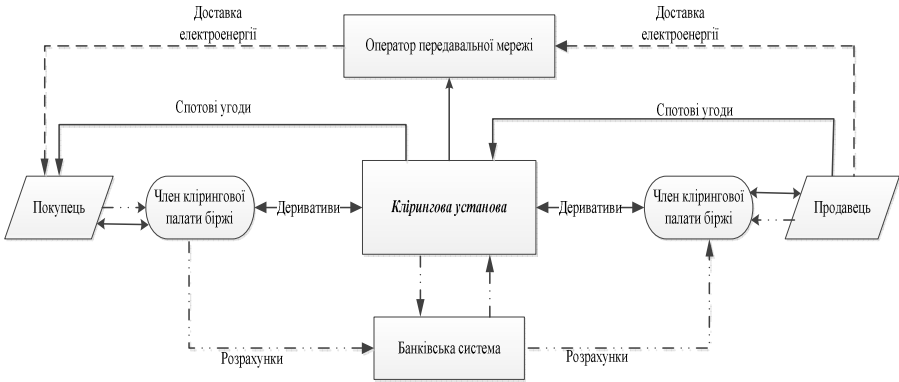 Доставка
електроенергії
Доставка
електроенергії
Оператор передавальної мережі
Спотові угоди
Спотові угоди
Покупець
Член клірингової
палати біржі
Деривативи
Клірингова установа
Деривативи
Член клірингової
палати біржі
Продавець
Розрахунки
Банківська система
Розрахунки